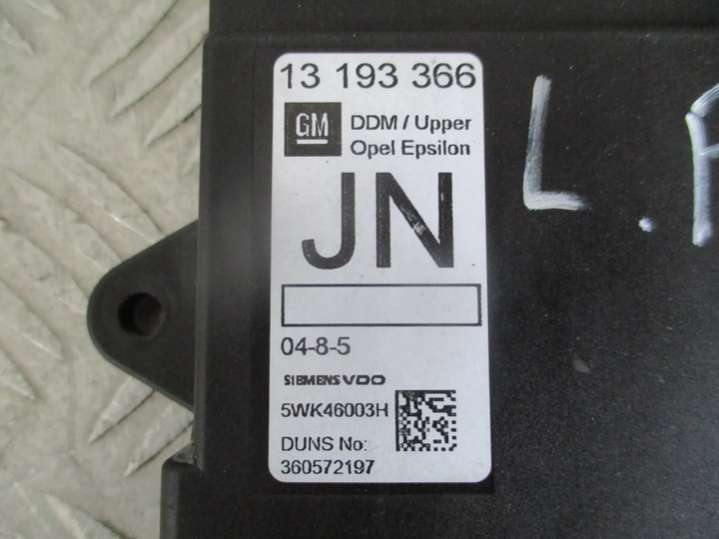 13 193 366
GM DDM / Upper
Opel Epsilon
JN
04-8-5
SIEMENS VDO
5WK46003H
DUNS No:
360572197
L.